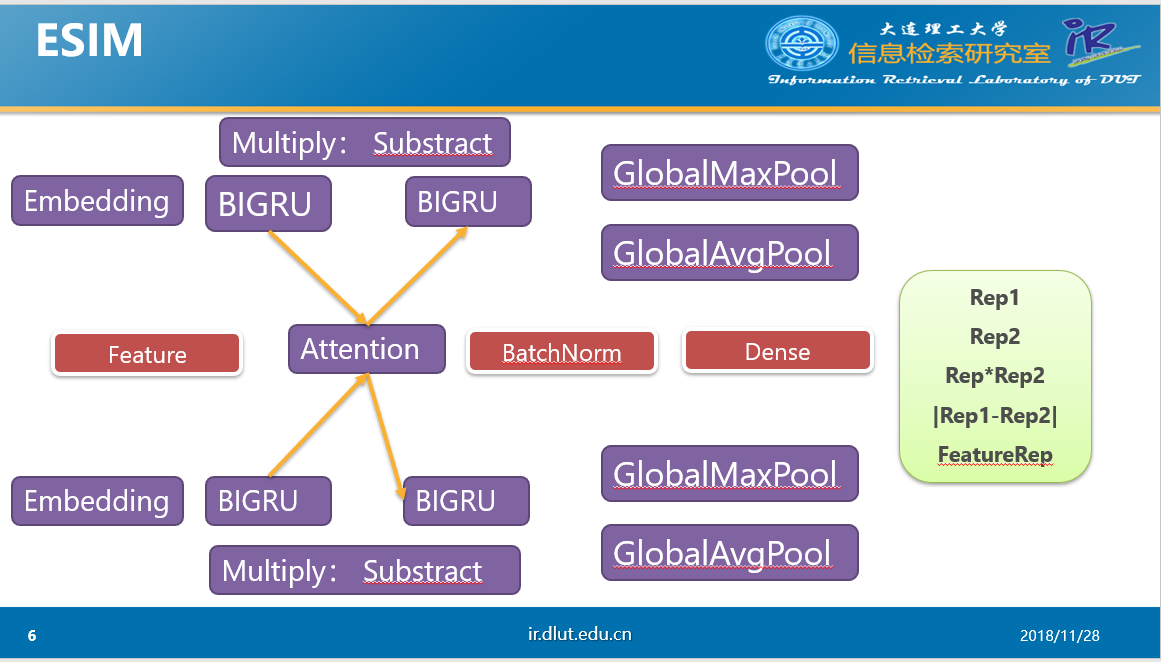 ESIM
大连理工大学
信息检索研究室
iR
Information Retrieval Laboratory of DUT
Multiply： Substract
Embedding
BIGRU
BIGRU
GlobalMaxPool
GlobalAvgPool
Feature
Attention
BatchNorm
Dense
Rep1
Rep2
Rep*Rep2
|Rep1-Rep2|
FeatureRep
Embedding
BIGRU
BIGRU
GlobalMaxPool
GlobalAvgPool
Multiply： Substract
6
ir.dlut.edu.cn
2018/11/28